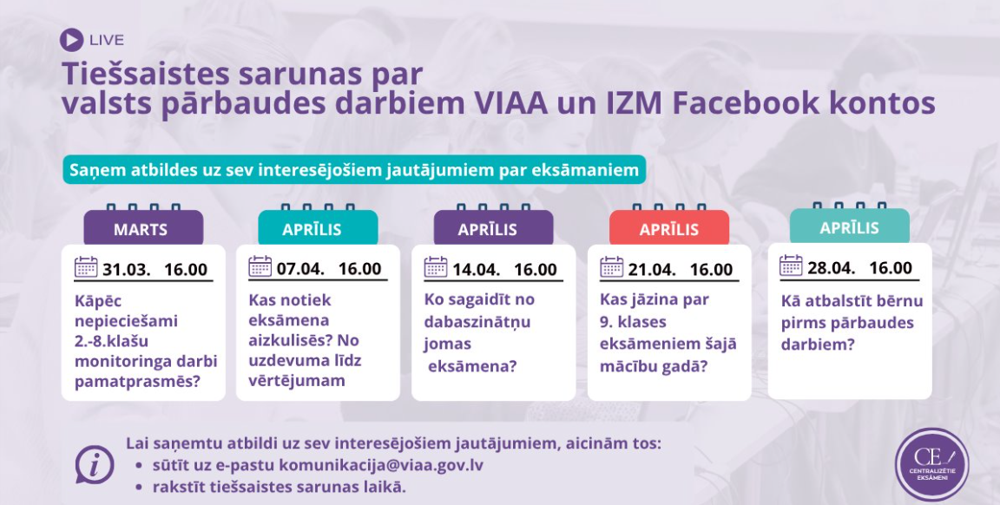 LIVE
Tiešsaistes sarunas par
valsts pārbaudes darbiem VIAA un IZM Facebook kontos
Saņem atbildes uz sev interesējošiem jautājumiem par eksāmaniem
MARTS
31.03. 16.00
Kāpēc
nepieciešami
2.-8.klašu
monitoringa darbi
pamatprasmēs?
APRĪLIS
07.04. 16.00
Kas notiek
eksāmena
aizkulisēs? No
uzdevuma līdz
vērtējumam
APRĪLIS
14.04. 16.00
Ko sagaidīt no
dabaszinātņu
jomas
eksāmena?
APRĪLIS
21.04. 16.00
Kas jāzina par
9. klases
eksāmeniem šajā
mācību gadā?
APRĪLIS
28.04. 16.00
Kā atbalstīt bērnu
pirms pārbaudes
darbiem?
i
Lai saņemtu atbildi uz sev interesējošiem jautājumiem, aicinām tos:
• sūtīt uz e-pastu komunikacija@viaa.gov.lv
• rakstīt tiešsaistes sarunas laikā.
CE
CENTRALIZĒTIE
EKSĀMENI